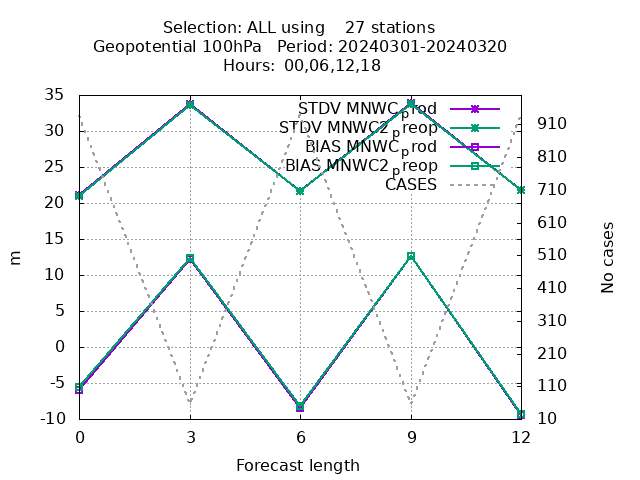 Selection: ALL using    27 stations
Geopotential 100hPa   Period: 20240301-20240320
Hours: 00,06,12,18
STDV MNWC_prod
STDV MNWC2_preop
BIAS MNWC_prod
BIAS MNWC2_preop
CASES
35
30
25
20
15
10
5
0
-5
-10
m
910
810
710
610
510
410
310
210
110
10
No cases
0 3 6 9 12
Forecast length